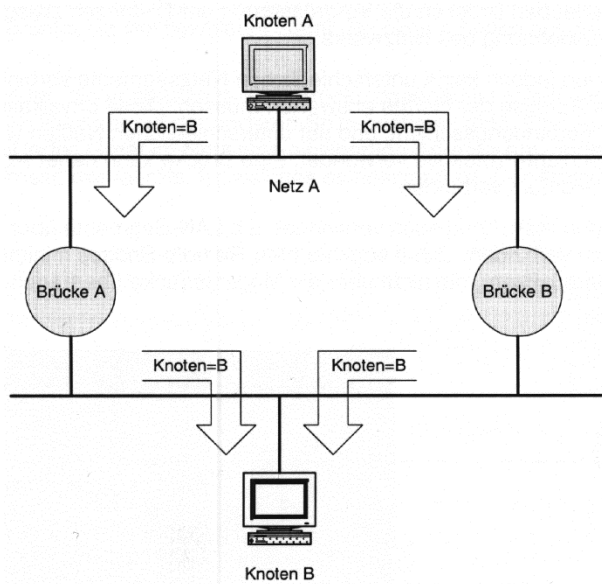 Knoten A
Knoten=B
Knoten=B
Netz A
Brücke A
Brücke B
Knoten=B
Knoten=B
Knoten B